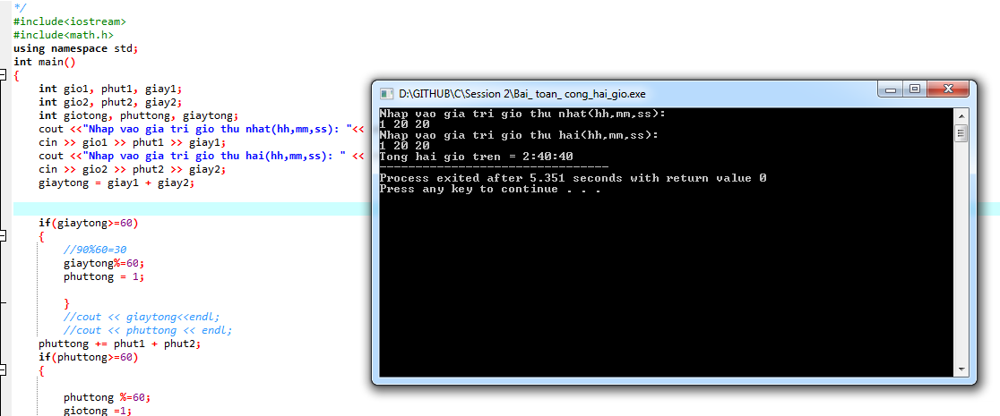 */
#include<iostream>
#include<math.h>
using namespace std;
int main()
{
int gio1, phut1, giay1;
int gio2, phut2, giay2;
int giotong, phuttong, giaytong;
cout <<"Nhap vao gia tri gio thu nhat(hh,mm,ss): "<<
cin >> gio1 >> phut1 >> giay1;
cout <<"Nhap vao gia tri gio thu hai(hh,mm,ss): " <<
cin >> gio2 >> phut2 >> giay2;
giaytong = giay1 + giay2;
if(giaytong>=60)
{
//90%60=30
giaytong%=60;
phuttong = 1;
}
//cout << giaytong<<endl;
//cout << phuttong << endl;
phuttong += phut1 + phut2;
if(phuttong>=60)
{
phuttong %=60;
giotong =1;
D:\GITHUB\C\Session 2\Bai_ toan_ cong_hai_gio.exe
Nhap vao gia tri gio thu nhat(hh,mm,ss):
1 20 20
Nhap vao gia tri gio thu hai(hh,mm,ss):
1 20 20
Tong hai gio tren = 2:40:40
--------------------------------
Process exited after 5.351 seconds with return value 0
Press any key to continue . . .